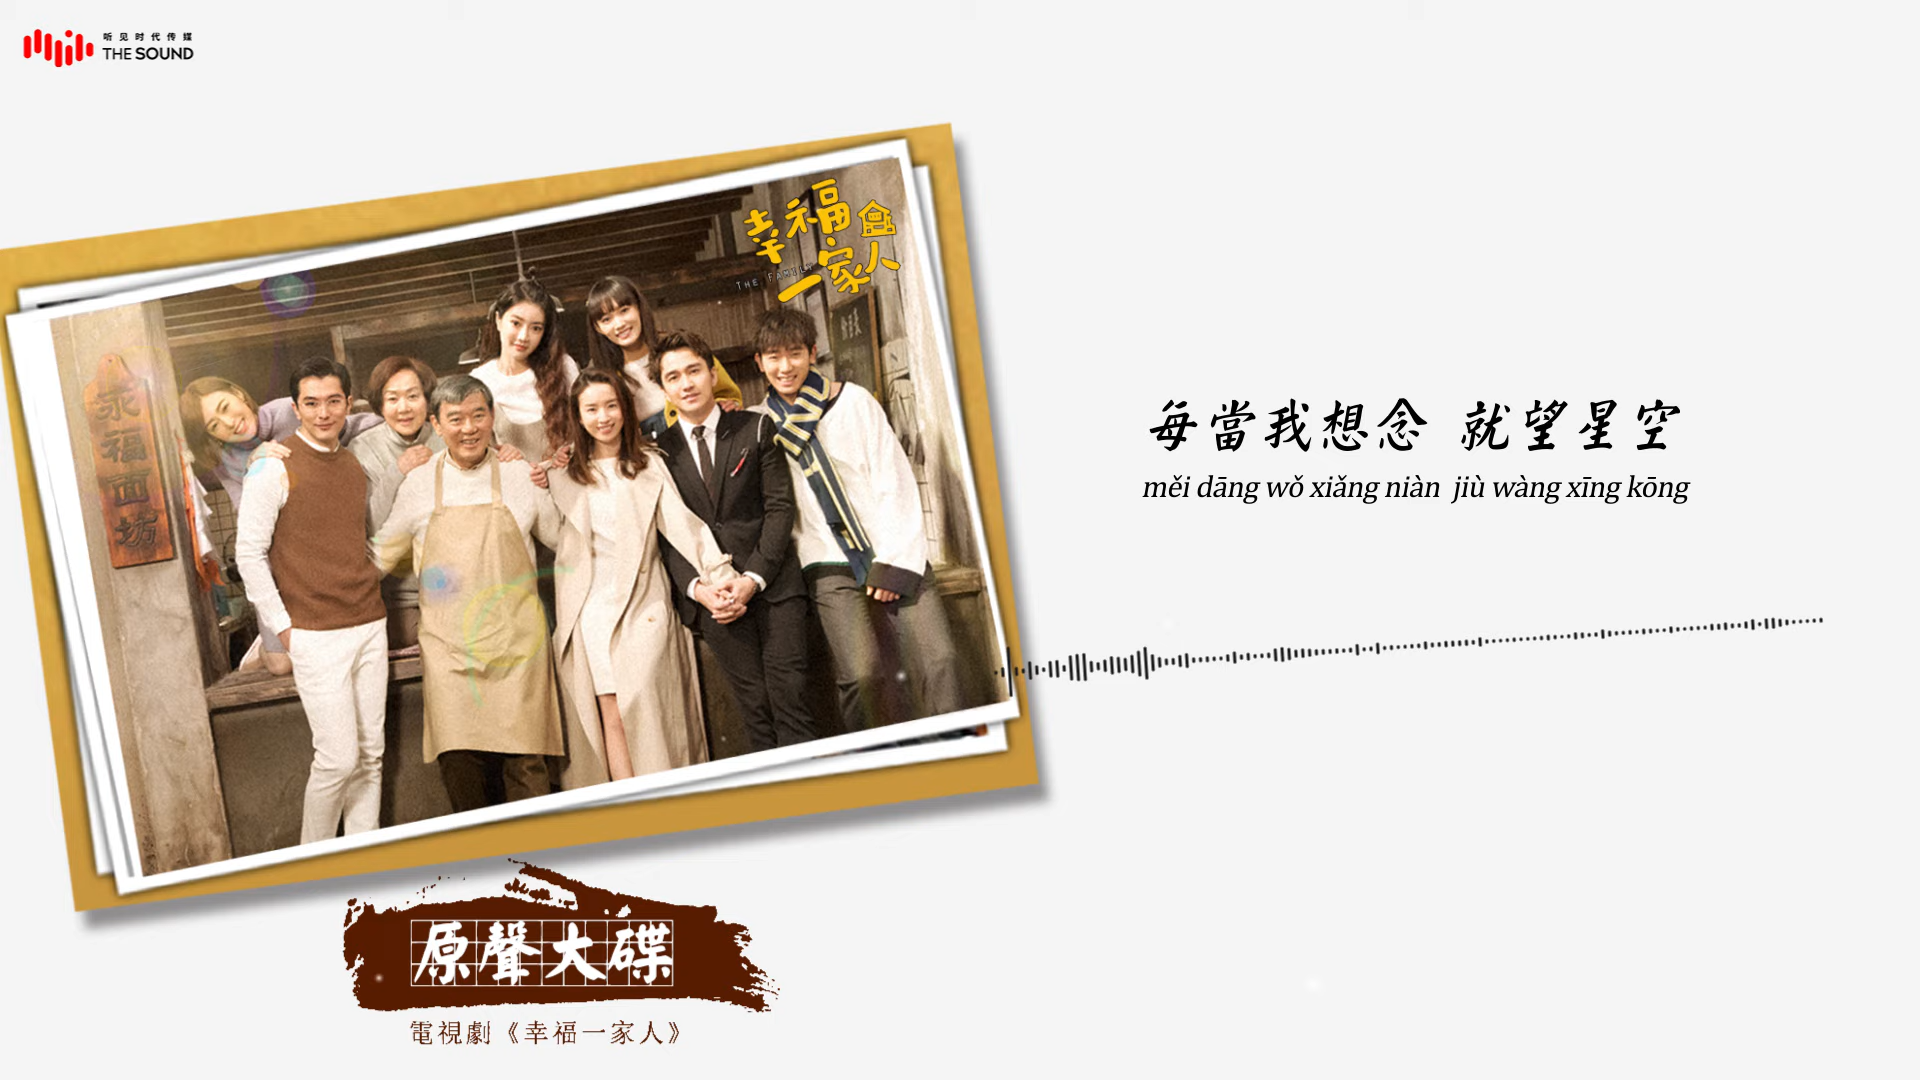 听见时代传媒
THE SOUND
幸福
一家人
THE FAMILY
泉福面坊
每當我想念 就望星空
měi dāng wǒ xiǎng niàn jiù wàng xīng kōng
原聲大碟
電視劇《幸福一家人》